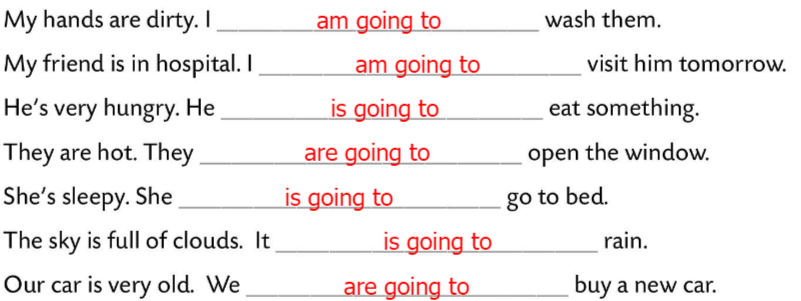 My hands are dirty. I am going to wash them.
My friend is in hospital. I am going to visit him tomorrow.
He's very hungry. He is going to eat something.
They are hot. They are going to open the window.
She's sleepy. She is going to go to bed.
The sky is full of clouds. It is going to rain.
Our car is very old. We are going to buy a new car.